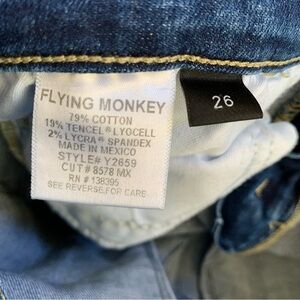 FLYING MONKEY
79% COTTON
19% TENCEL® LYOCELL
2% LYCRA® SPANDEX
MADE IN MEXICO
STYLE# Y2659
CUT# 8578 MX
RN # 138395
SEE REVERSE FOR CARE
26